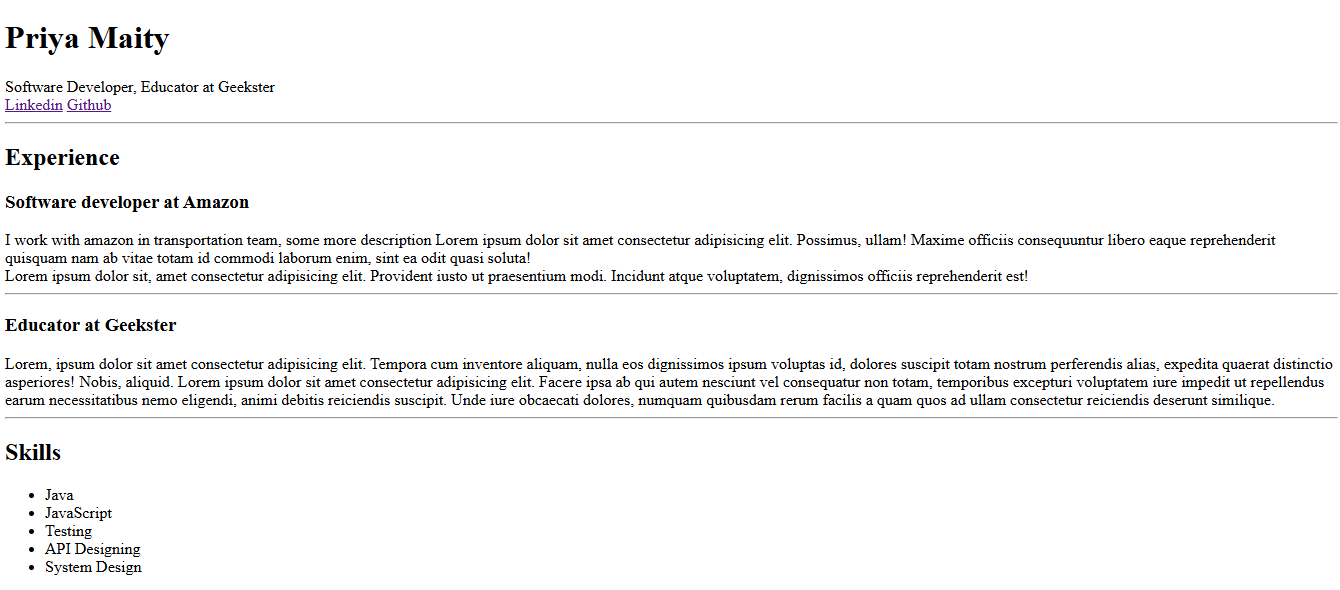 Priya Maity
Software Developer, Educator at Geekster
Linkedin Github
Experience
Software developer at Amazon
I work with amazon in transportation team, some more description Lorem ipsum dolor sit amet consectetur adipisicing elit. Possimus, ullam! Maxime officiis consequuntur libero eaque reprehenderit
quisquam nam ab vitae totam id commodi laborum enim, sint ea odit quasi soluta!
Lorem ipsum dolor sit, amet consectetur adipisicing elit. Provident iusto ut praesentium modi. Incidunt atque voluptatem, dignissimos officiis reprehenderit est!
Educator at Geekster
Lorem, ipsum dolor sit amet consectetur adipisicing elit. Tempora cum inventore aliquam, nulla eos dignissimos ipsum voluptas id, dolores suscipit totam nostrum perferendis alias, expedita quaerat distinctio
asperiores! Nobis, aliquid. Lorem ipsum dolor sit amet consectetur adipisicing elit. Facere ipsa ab qui autem nesciunt vel consequatur non totam, temporibus excepturi voluptatem iure impedit ut repellendus
earum necessitatibus nemo eligendi, animi debitis reiciendis suscipit. Unde iure obcaecati dolores, numquam quibusdam rerum facilis a quam quos ad ullam consectetur reiciendis deserunt similique.
Skills
• Java
• JavaScript
• Testing
• API Designing
• System Design